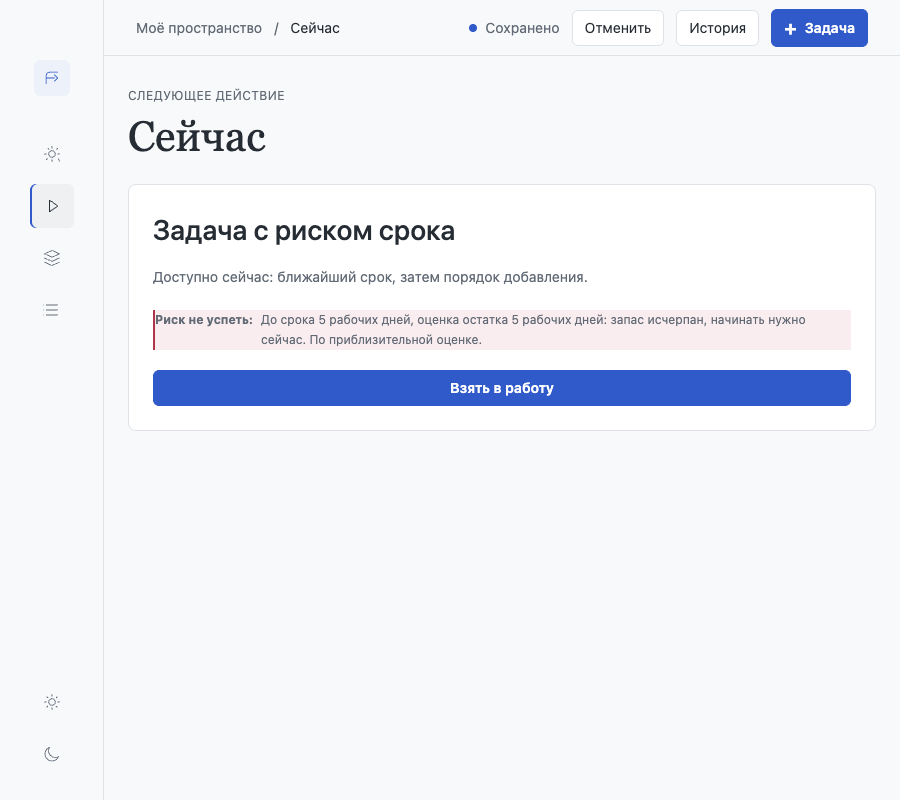 Моё пространство / Сейчас
Сохранено
Отменить
История
+ Задача
СЛЕДУЮЩЕЕ ДЕЙСТВИЕ
Сейчас
Задача с риском срока
Доступно сейчас: ближайший срок, затем порядок добавления.
Риск не успеть: До срока 5 рабочих дней, оценка остатка 5 рабочих дней: запас исчерпан, начинать нужно
сейчас. По приблизительной оценке.
Взять в работу